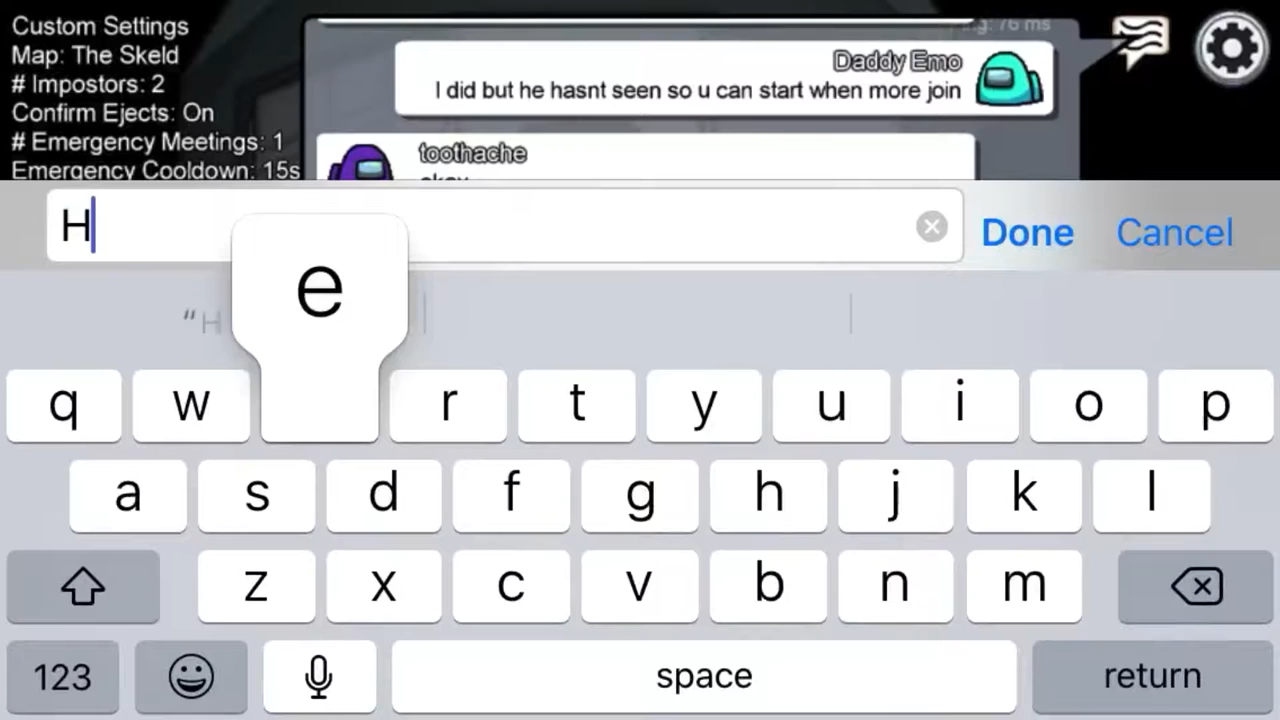 Custom Settings
Map: The Skeld
# Impostors: 2
Confirm Ejects: On
# Emergency Meetings: 1
Emergency Cooldown: 15s
76 ms
Daddy Emo
I did but he hasnt seen so u can start when more join
toothache
okay
H
Done
Cancel
"H
e
q w r t y u i o p
a s d f g h j k l
z x c v b n m
123
space
return